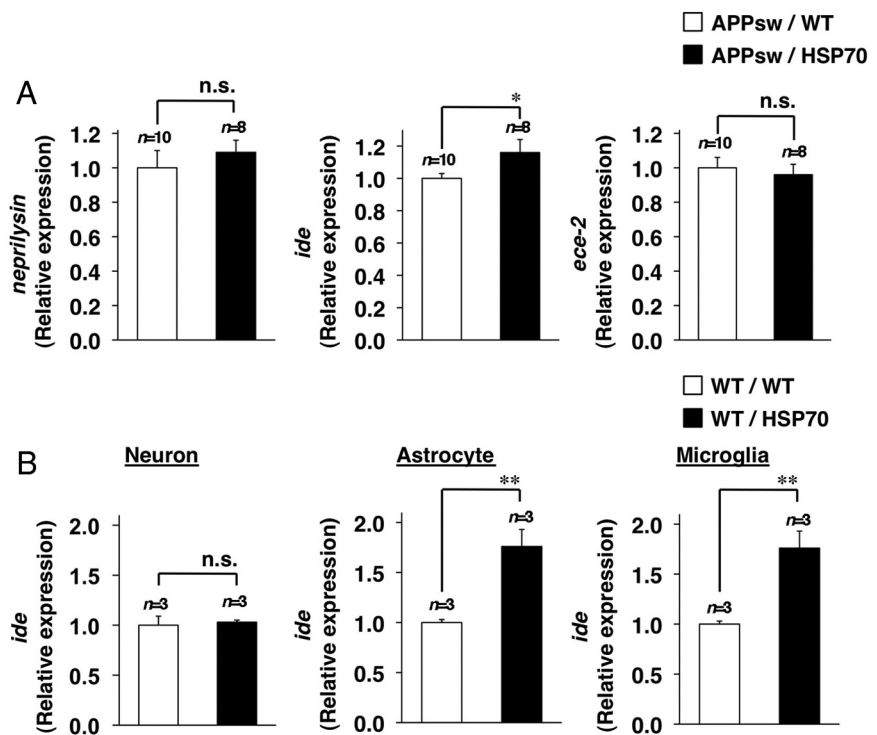 APPsw / WT
APPsw / HSP70
A
n.s.
n=10
n=8
neprilysin
(Relative expression)
1.2
1.0
0.8
0.6
0.4
0.2
0.0
*
n=10
n=8
ide
(Relative expression)
1.2
1.0
0.8
0.6
0.4
0.2
0.0
n.s.
n=10
n=8
ece-2
(Relative expression)
1.2
1.0
0.8
0.6
0.4
0.2
0.0
WT / WT
WT / HSP70
B
Neuron
n.s.
n=3
n=3
ide
(Relative expression)
2.0
1.5
1.0
0.5
0.0
Astrocyte
**
n=3
n=3
ide
(Relative expression)
2.0
1.5
1.0
0.5
0.0
Microglia
**
n=3
n=3
ide
(Relative expression)
2.0
1.5
1.0
0.5
0.0